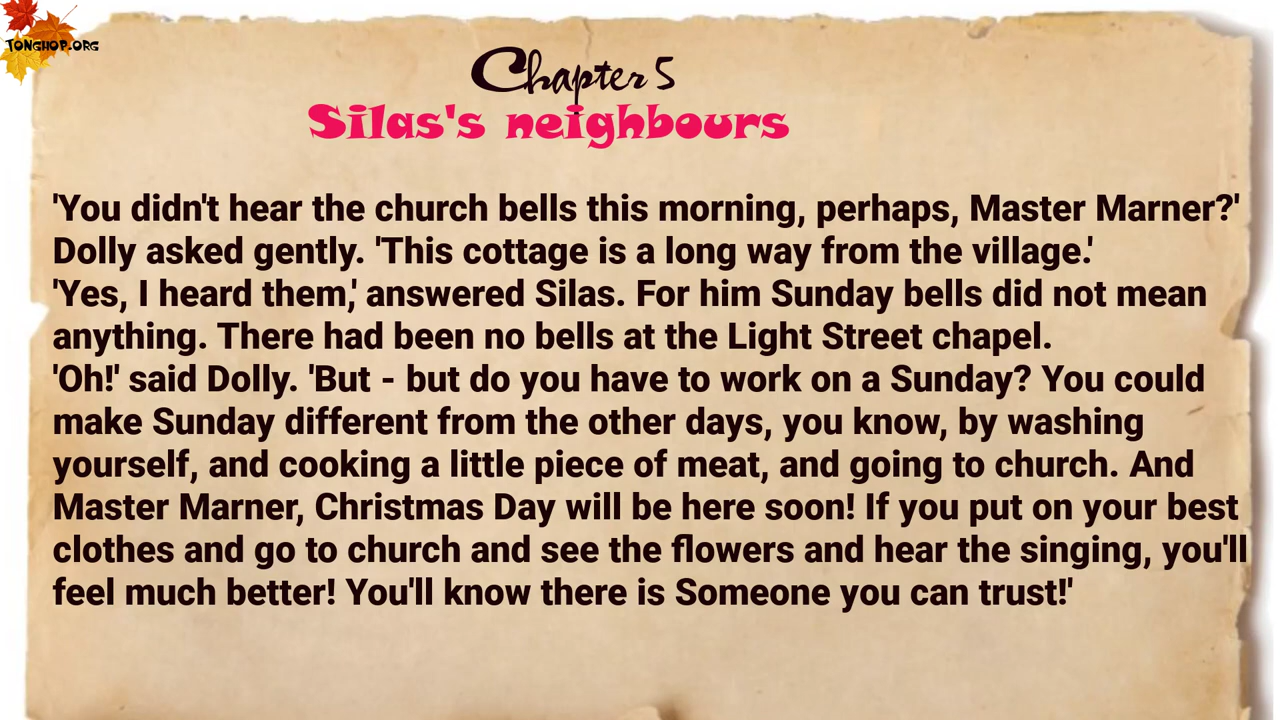 TONGHOP.ORG
Chapter 5
Silas's neighbours
'You didn't hear the church bells this morning, perhaps, Master Marner?'
Dolly asked gently. 'This cottage is a long way from the village.'
'Yes, I heard them,' answered Silas. For him Sunday bells did not mean
anything. There had been no bells at the Light Street chapel.
'Oh!' said Dolly. 'But - but do you have to work on a Sunday? You could
make Sunday different from the other days, you know, by washing
yourself, and cooking a little piece of meat, and going to church. And
Master Marner, Christmas Day will be here soon! If you put on your best
clothes and go to church and see the flowers and hear the singing, you'll
feel much better! You'll know there is Someone you can trust!'